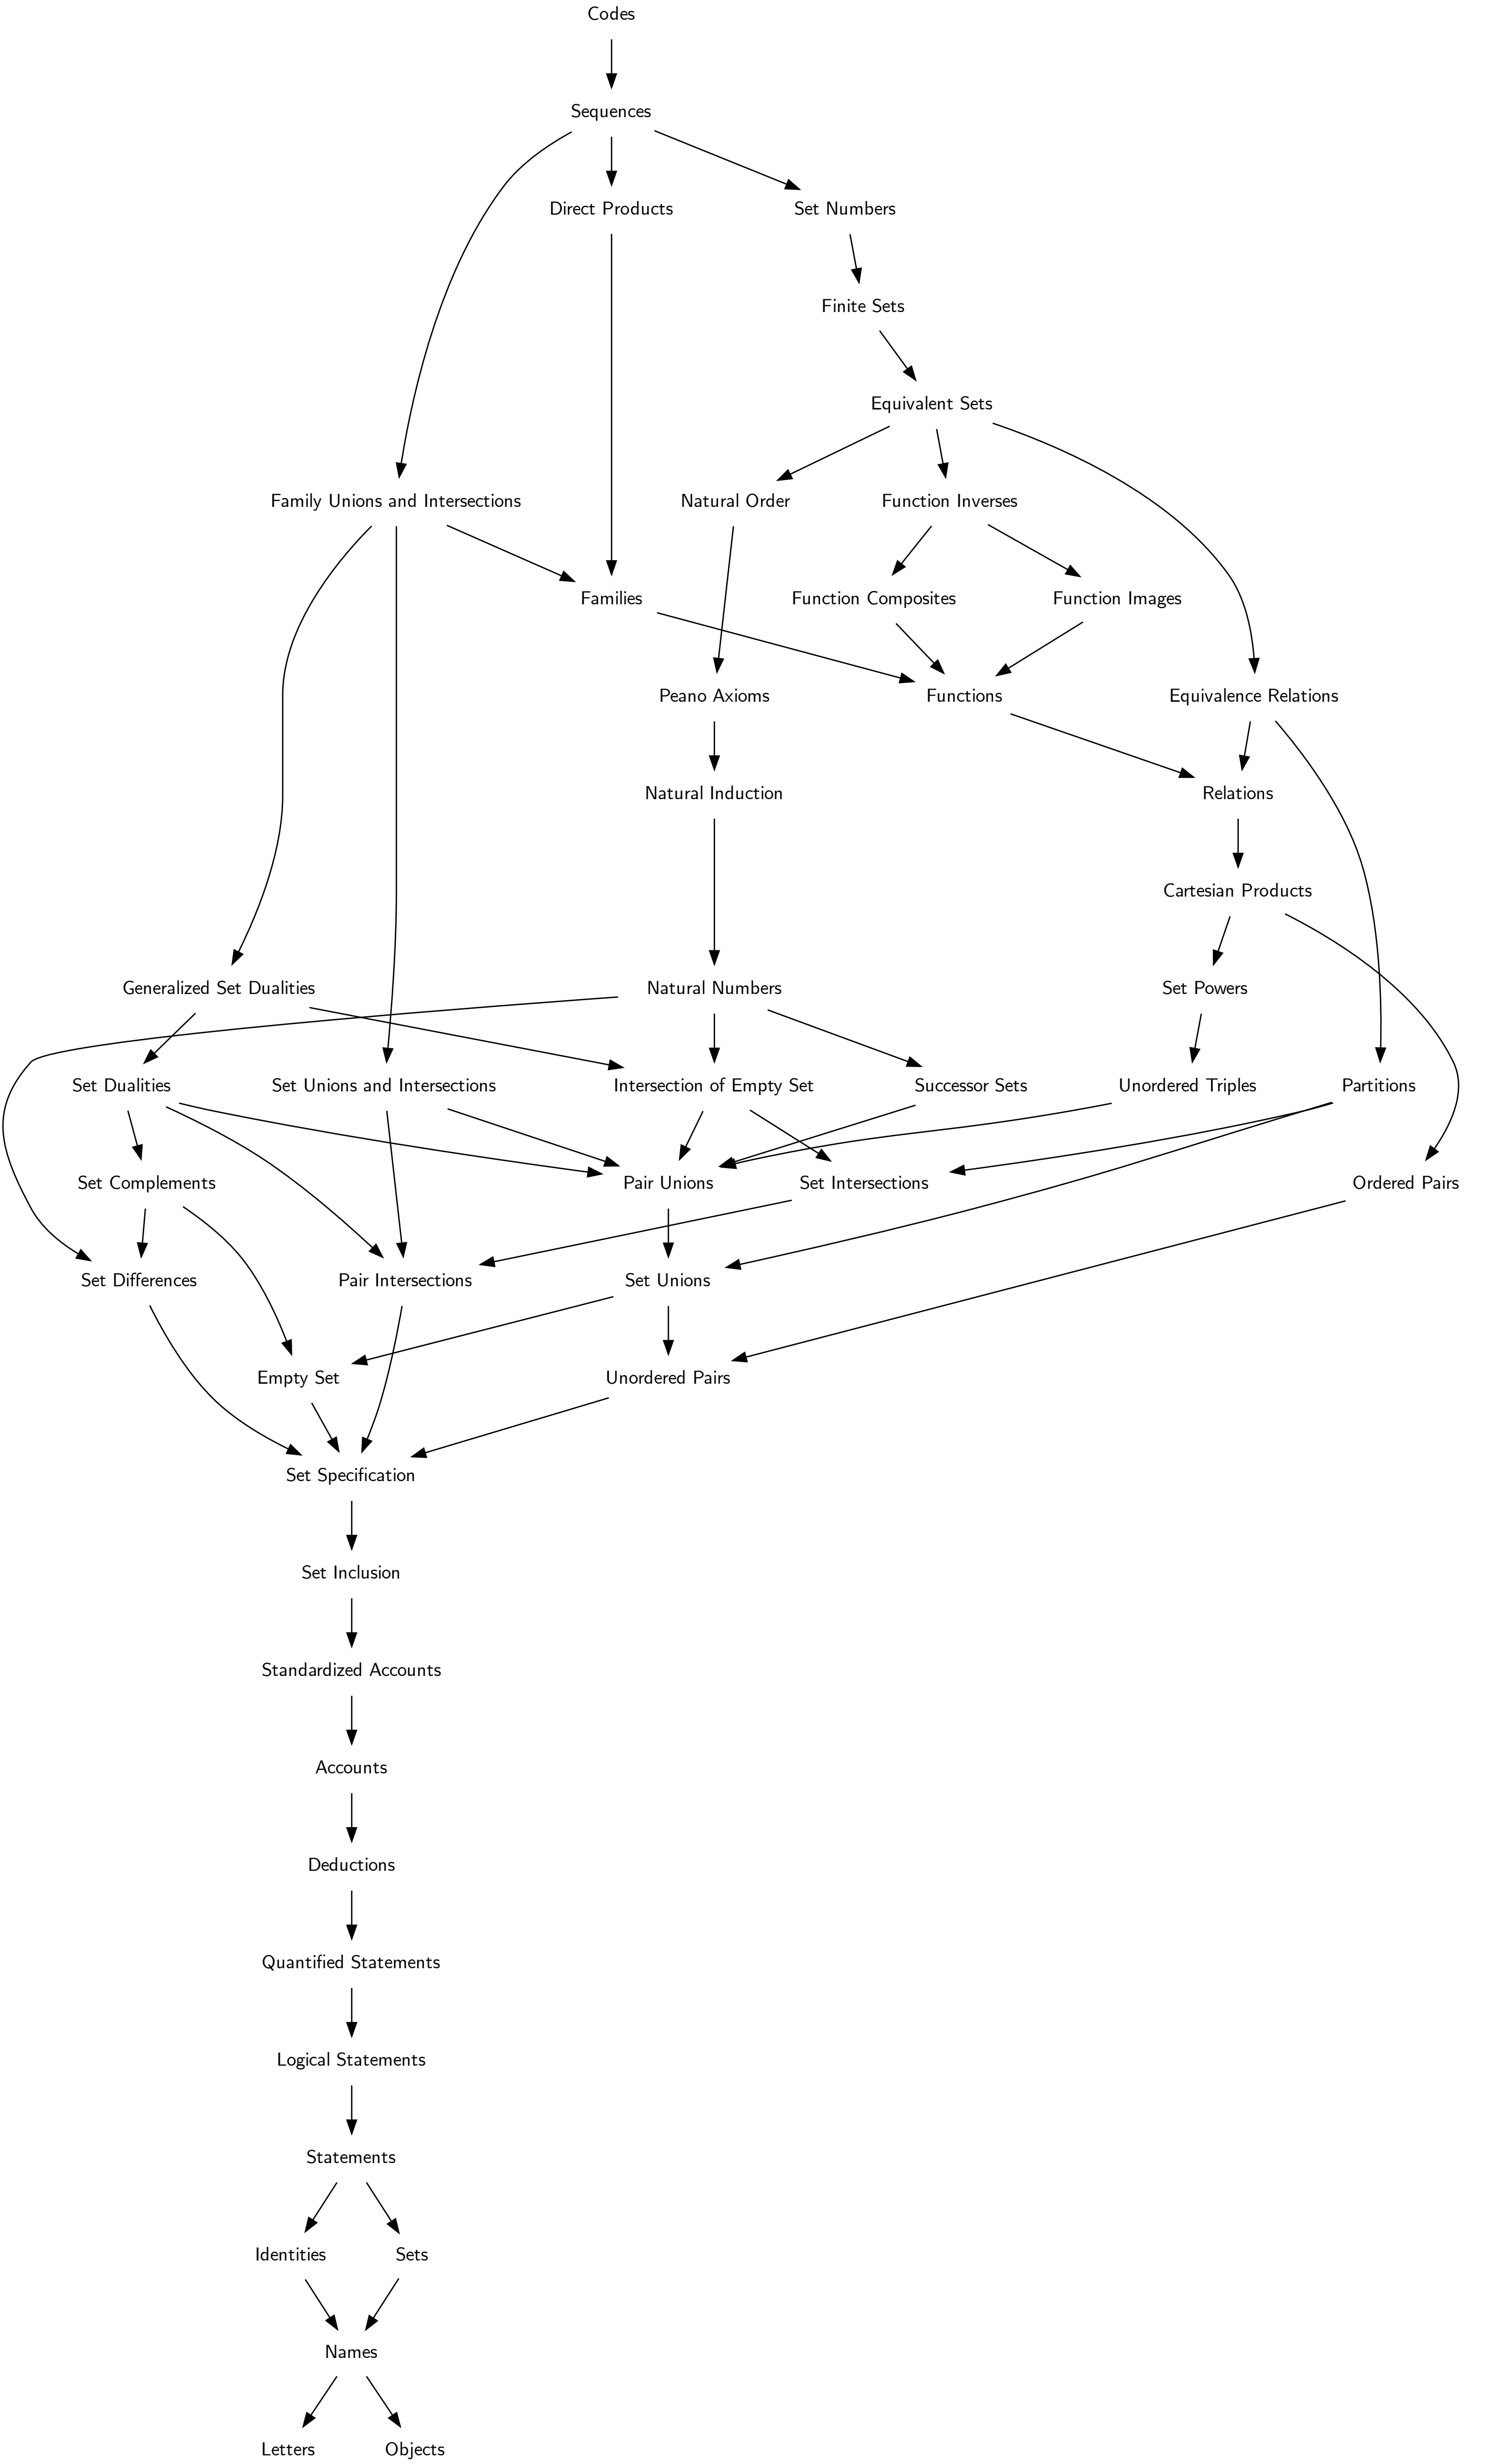 Codes
Sequences
Direct Products
Set Numbers
Finite Sets
Equivalent Sets
Family Unions and Intersections
Natural Order
Function Inverses
Families
Function Composites
Function Images
Peano Axioms
Functions
Equivalence Relations
Natural Induction
Relations
Cartesian Products
Generalized Set Dualities
Natural Numbers
Set Powers
Set Dualities
Set Unions and Intersections
Intersection of Empty Set
Successor Sets
Unordered Triples
Partitions
Set Complements
Pair Unions
Set Intersections
Ordered Pairs
Set Differences
Pair Intersections
Set Unions
Empty Set
Unordered Pairs
Set Specification
Set Inclusion
Standardized Accounts
Accounts
Deductions
Quantified Statements
Logical Statements
Statements
Identities
Sets
Names
Letters
Objects